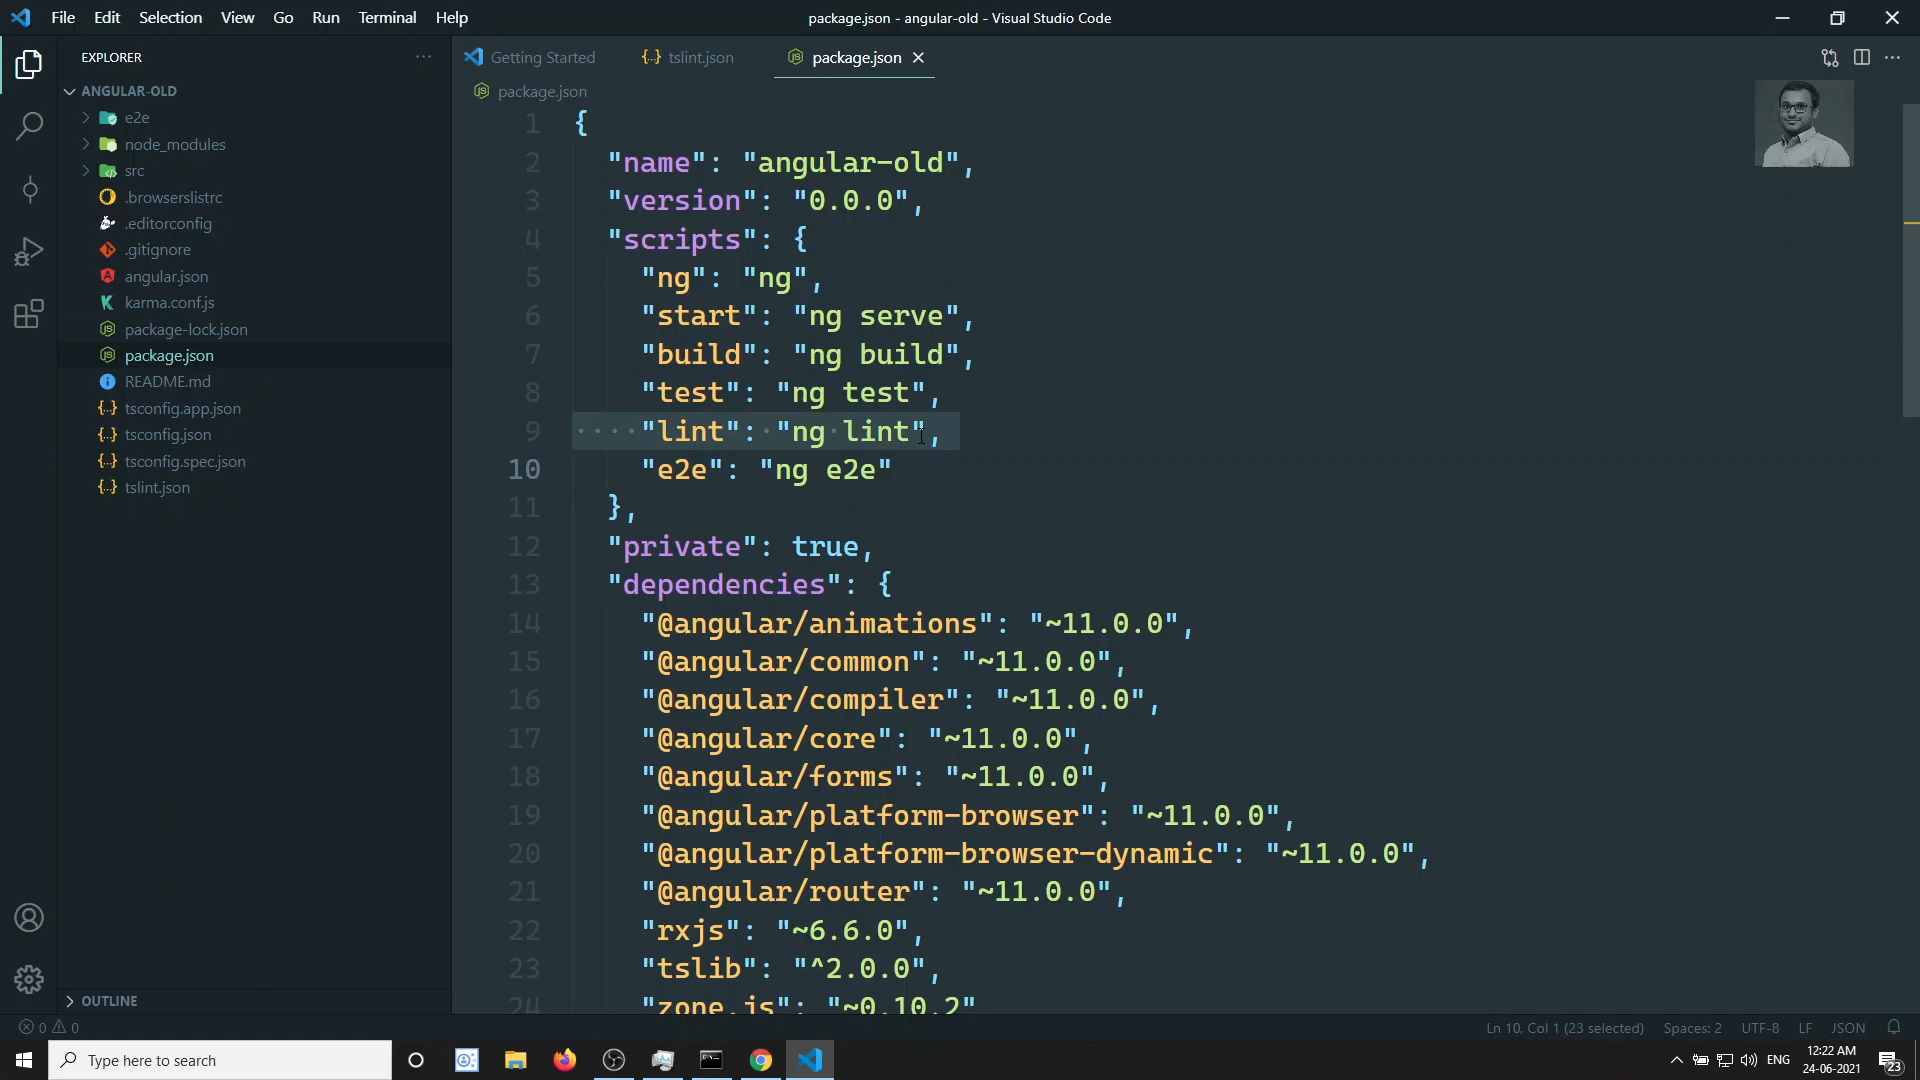 File Edit Selection View Go Run Terminal Help
package.json - angular-old - Visual Studio Code
EXPLORER
ANGULAR-OLD
e2e
node_modules
src
.browserslistrc
.editorconfig
.gitignore
angular.json
karma.conf.js
package-lock.json
package.json
README.md
tsconfig.app.json
tsconfig.json
tsconfig.spec.json
tslint.json
OUTLINE
Getting Started tslint.json package.json
package.json
1 {
2 "name": "angular-old",
3 "version": "0.0.0",
4 "scripts": {
5 "ng": "ng",
6 "start": "ng serve",
7 "build": "ng build",
8 "test": "ng test",
9 "lint": "ng lint",
10 "e2e": "ng e2e"
11 },
12 "private": true,
13 "dependencies": {
14 "@angular/animations": "~11.0.0",
15 "@angular/common": "~11.0.0",
16 "@angular/compiler": "~11.0.0",
17 "@angular/core": "~11.0.0",
18 "@angular/forms": "~11.0.0",
19 "@angular/platform-browser": "~11.0.0",
20 "@angular/platform-browser-dynamic": "~11.0.0",
21 "@angular/router": "~11.0.0",
22 "rxjs": "~6.6.0",
23 "tslib": "^2.0.0",
24 "zone.js": "~0.10.2"
0 0
Ln 10, Col 1 (23 selected) Spaces: 2 UTF-8 LF JSON
Type here to search
ENG
12:22 AM
24-06-2021
23